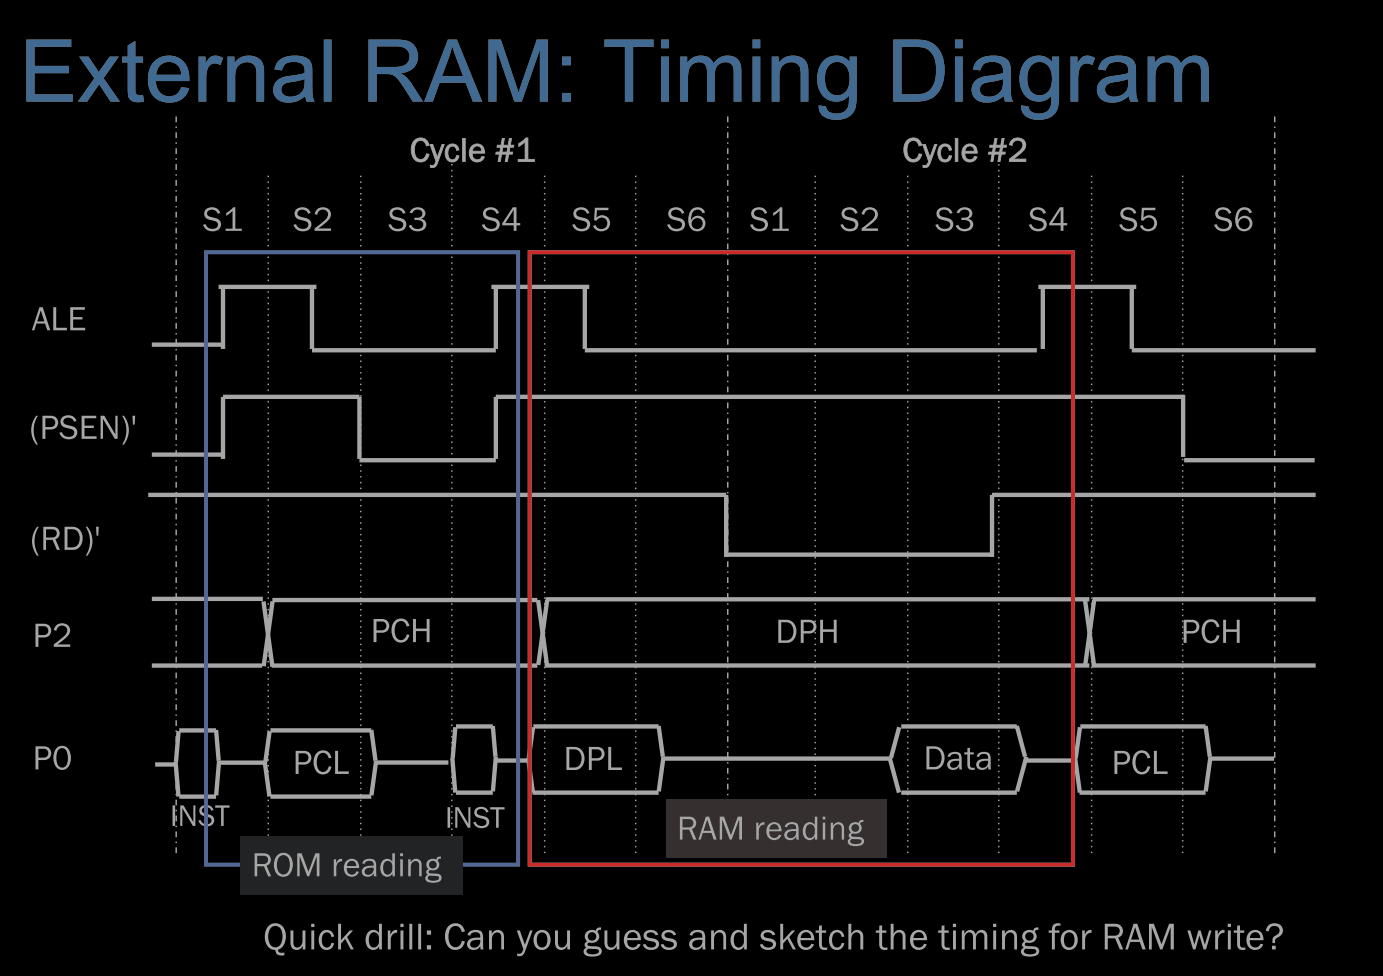 External RAM: Timing Diagram
Cycle #1 Cycle #2
S1 S2 S3 S4 S5 S6 S1 S2 S3 S4 S5 S6
ALE
(PSEN)'
(RD)'
P2 PCH DPH PCH
P0 PCL DPL Data PCL
INST INST
RAM reading
ROM reading
Quick drill: Can you guess and sketch the timing for RAM write?